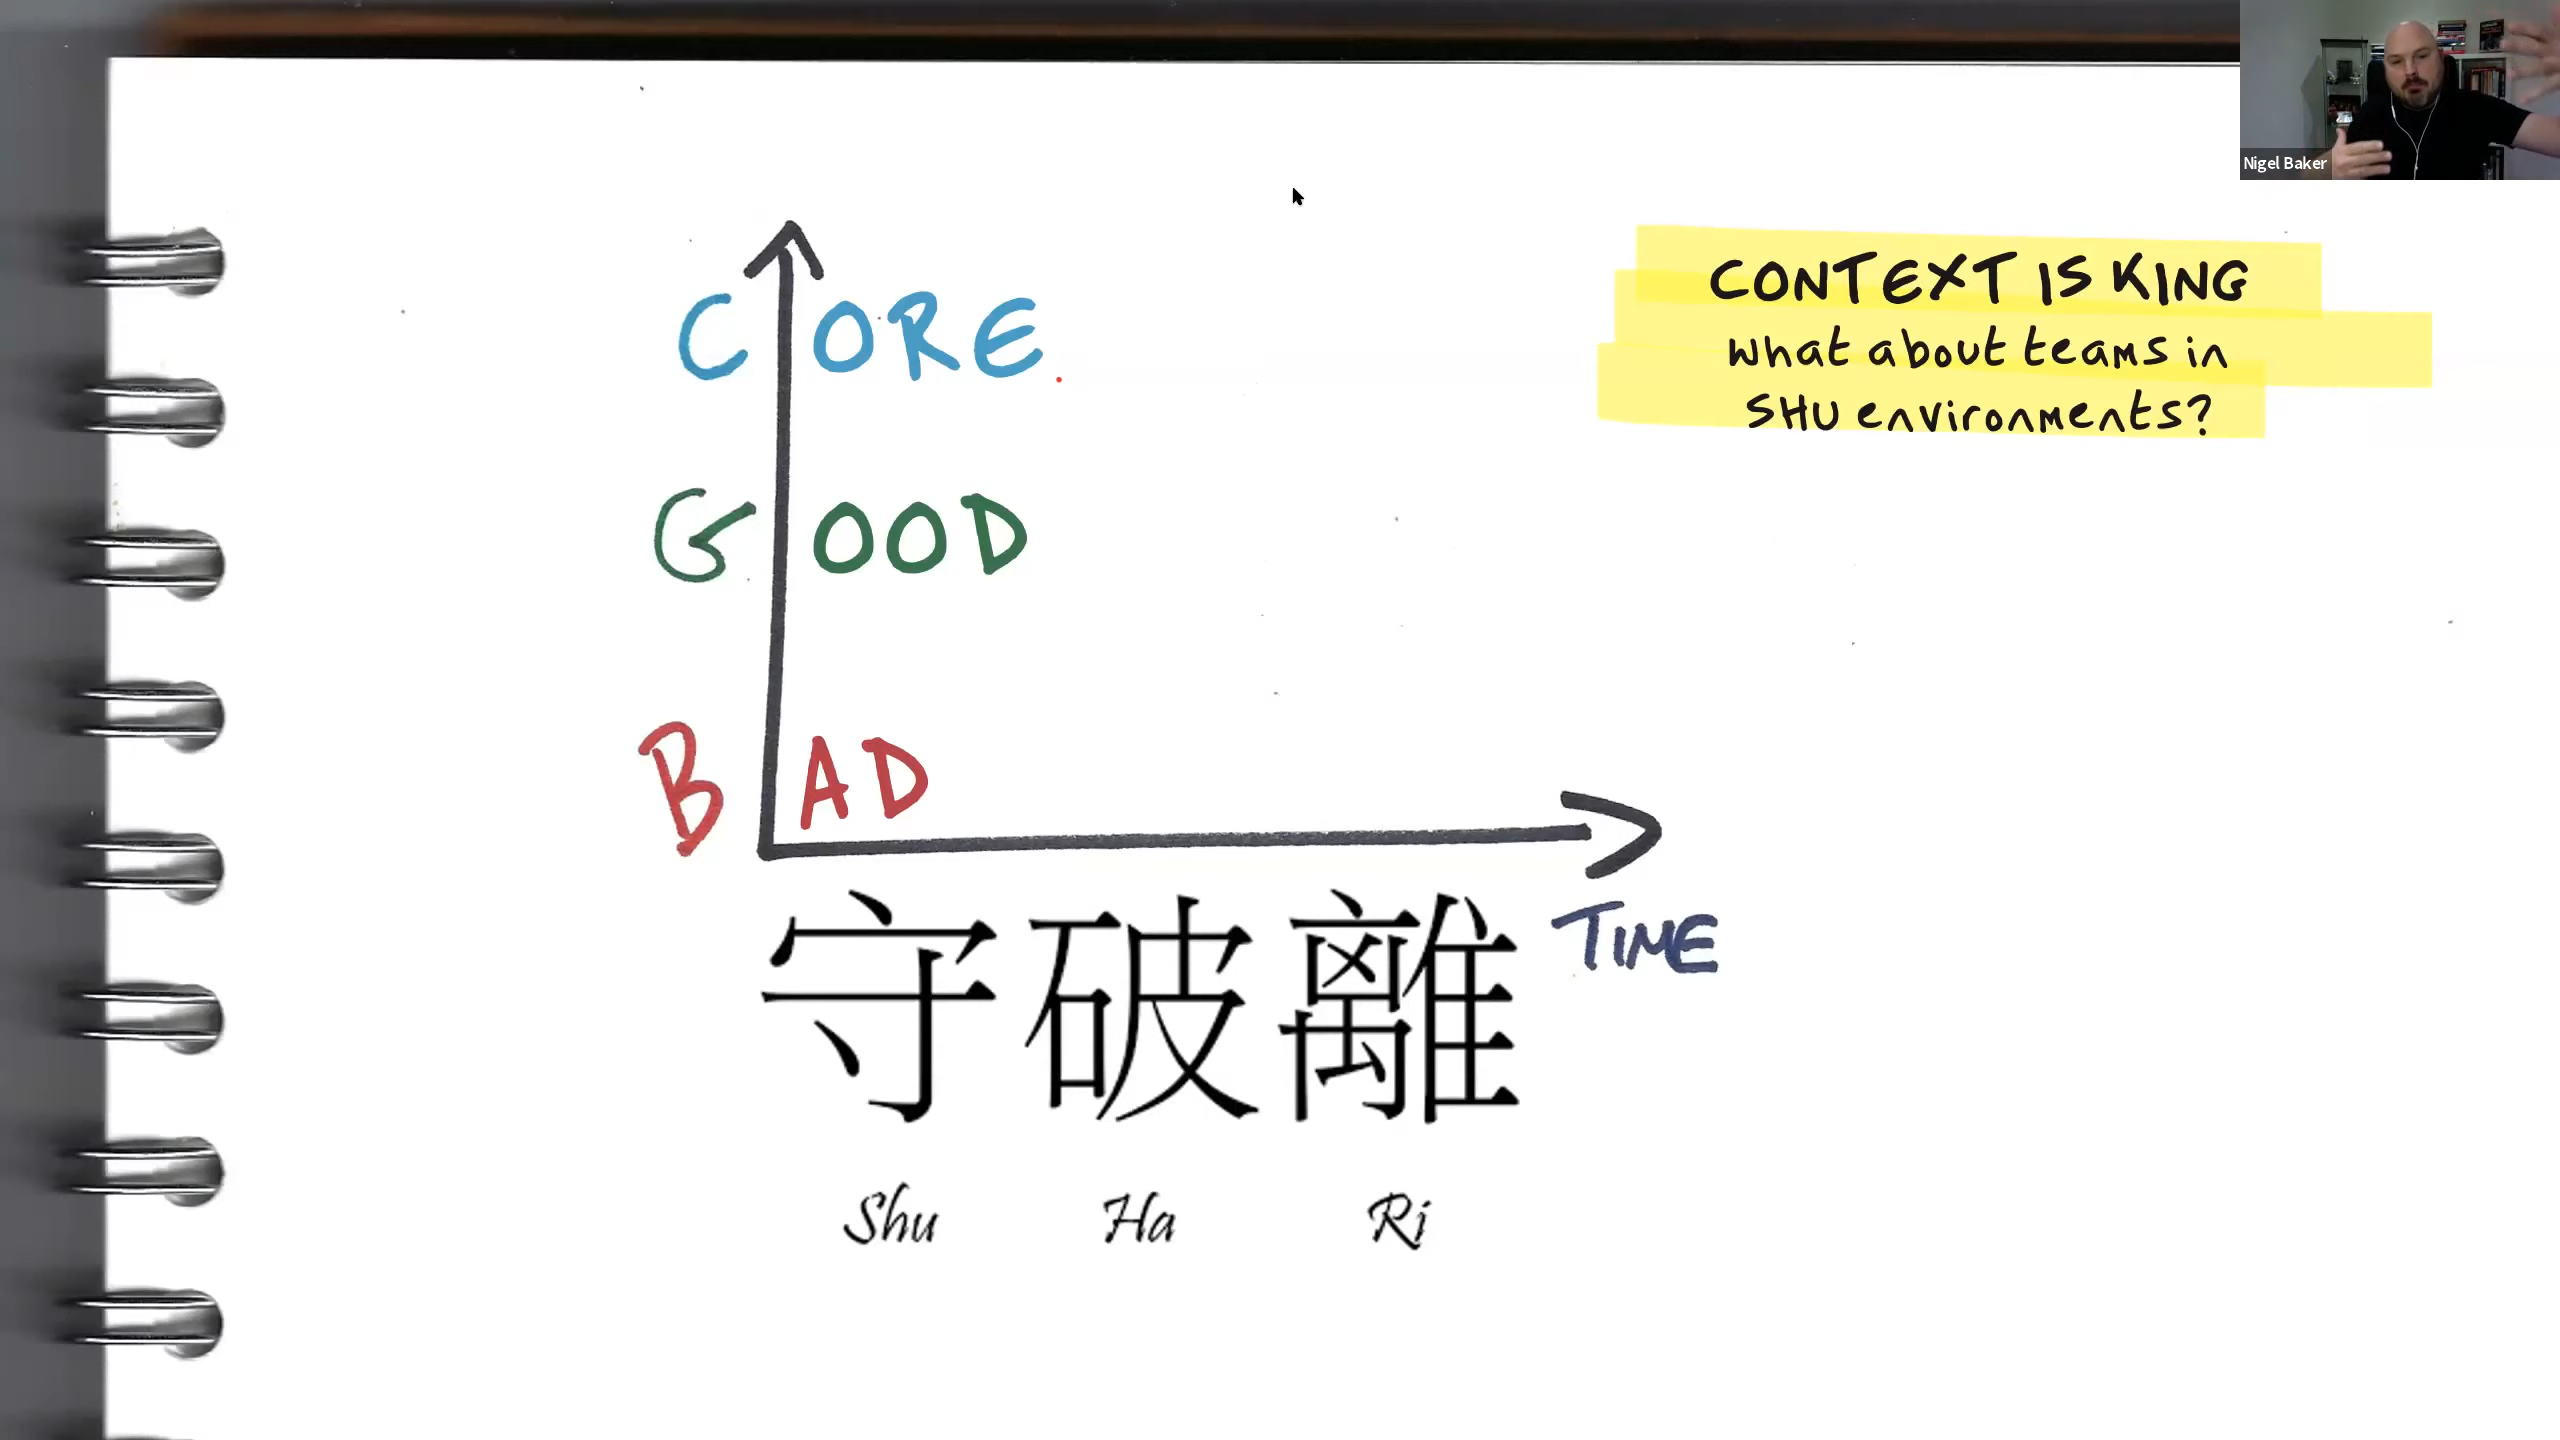 Nigel Baker
CONTEXT IS KING
what about teams in
SHU environments?
CORE
GOOD
BAD
TIME
守破離
Shu Ha Ri